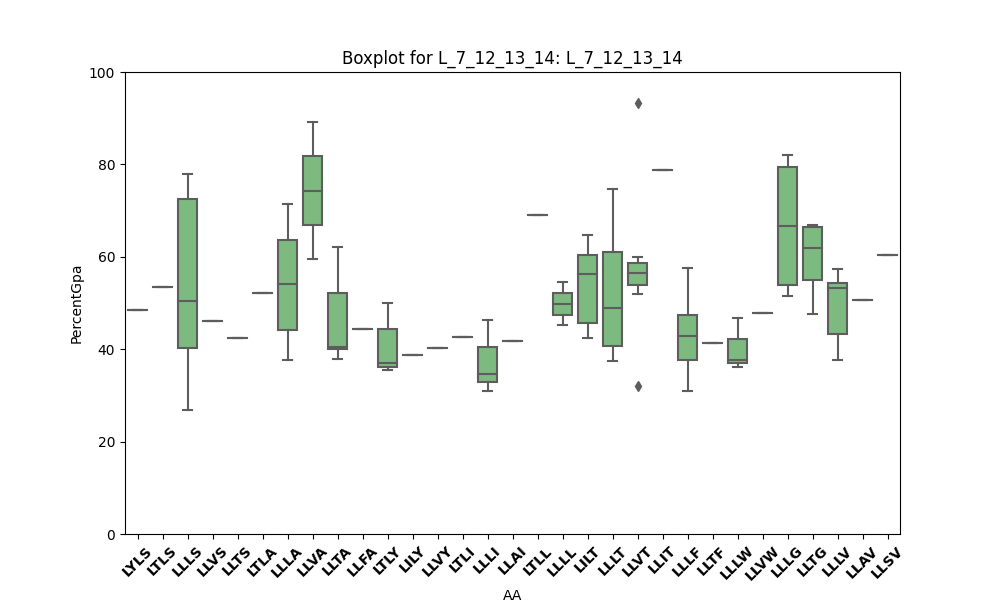 Boxplot for L_7_12_13_14: L_7_12_13_14
100
80
60
40
20
0
PercentGpa
LYLS LTLS LLLS LLVS LLTS LTLA LLLA LLVA LLTA LLFA LTLY LILY LLVY LTLI LLLI LLAI LTLL LLLL LILT LLLT LLVT LLIT LLLF LLTF LLLW LLVW LLLG LLTG LLLV LLAV LLSV
AA